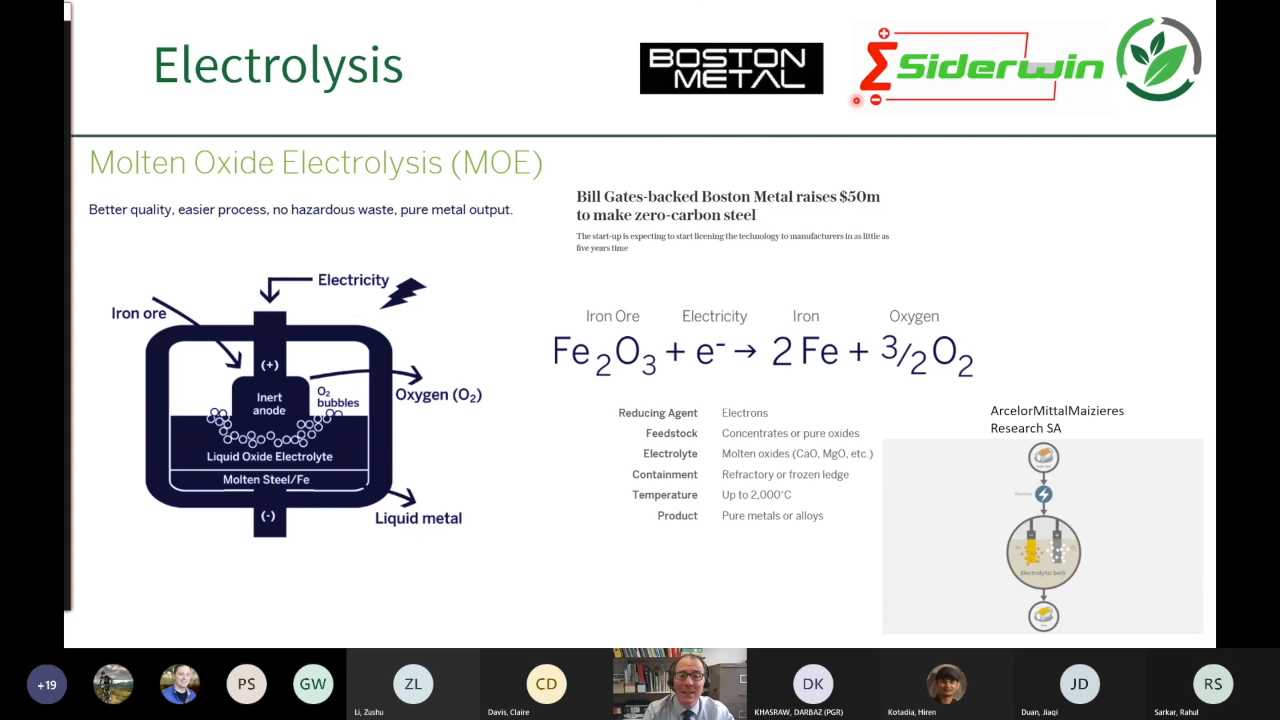 Electrolysis
BOSTON
METAL
Siderwin
Molten Oxide Electrolysis (MOE)
Better quality, easier process, no hazardous waste, pure metal output.
Bill Gates-backed Boston Metal raises $50m
to make zero-carbon steel
The start-up is expecting to start licening the technology to manufacturers in as little as
five years time
Electricity
Iron ore
(+)
Inert
anode
O₂
bubbles
Oxygen (O₂)
Liquid Oxide Electrolyte
Molten Steel/Fe
(-)
Liquid metal
Iron Ore Electricity Iron Oxygen
Fe₂O₃ + e⁻ → 2 Fe + 3/2 O₂
Reducing Agent Electrons
Feedstock Concentrates or pure oxides
Electrolyte Molten oxides (CaO, MgO, etc.)
Containment Refractory or frozen ledge
Temperature Up to 2,000°C
Product Pure metals or alloys
ArcelorMittalMaizieres
Research SA
Electricity
Electrolytic bath
+19
PS
GW
ZL
Li, Zushu
CD
Davis, Claire
DK
KHASRAW, DARBAZ (PGR)
Kotadia, Hiren
JD
Duan, Jiaqi
RS
Sarkar, Rahul